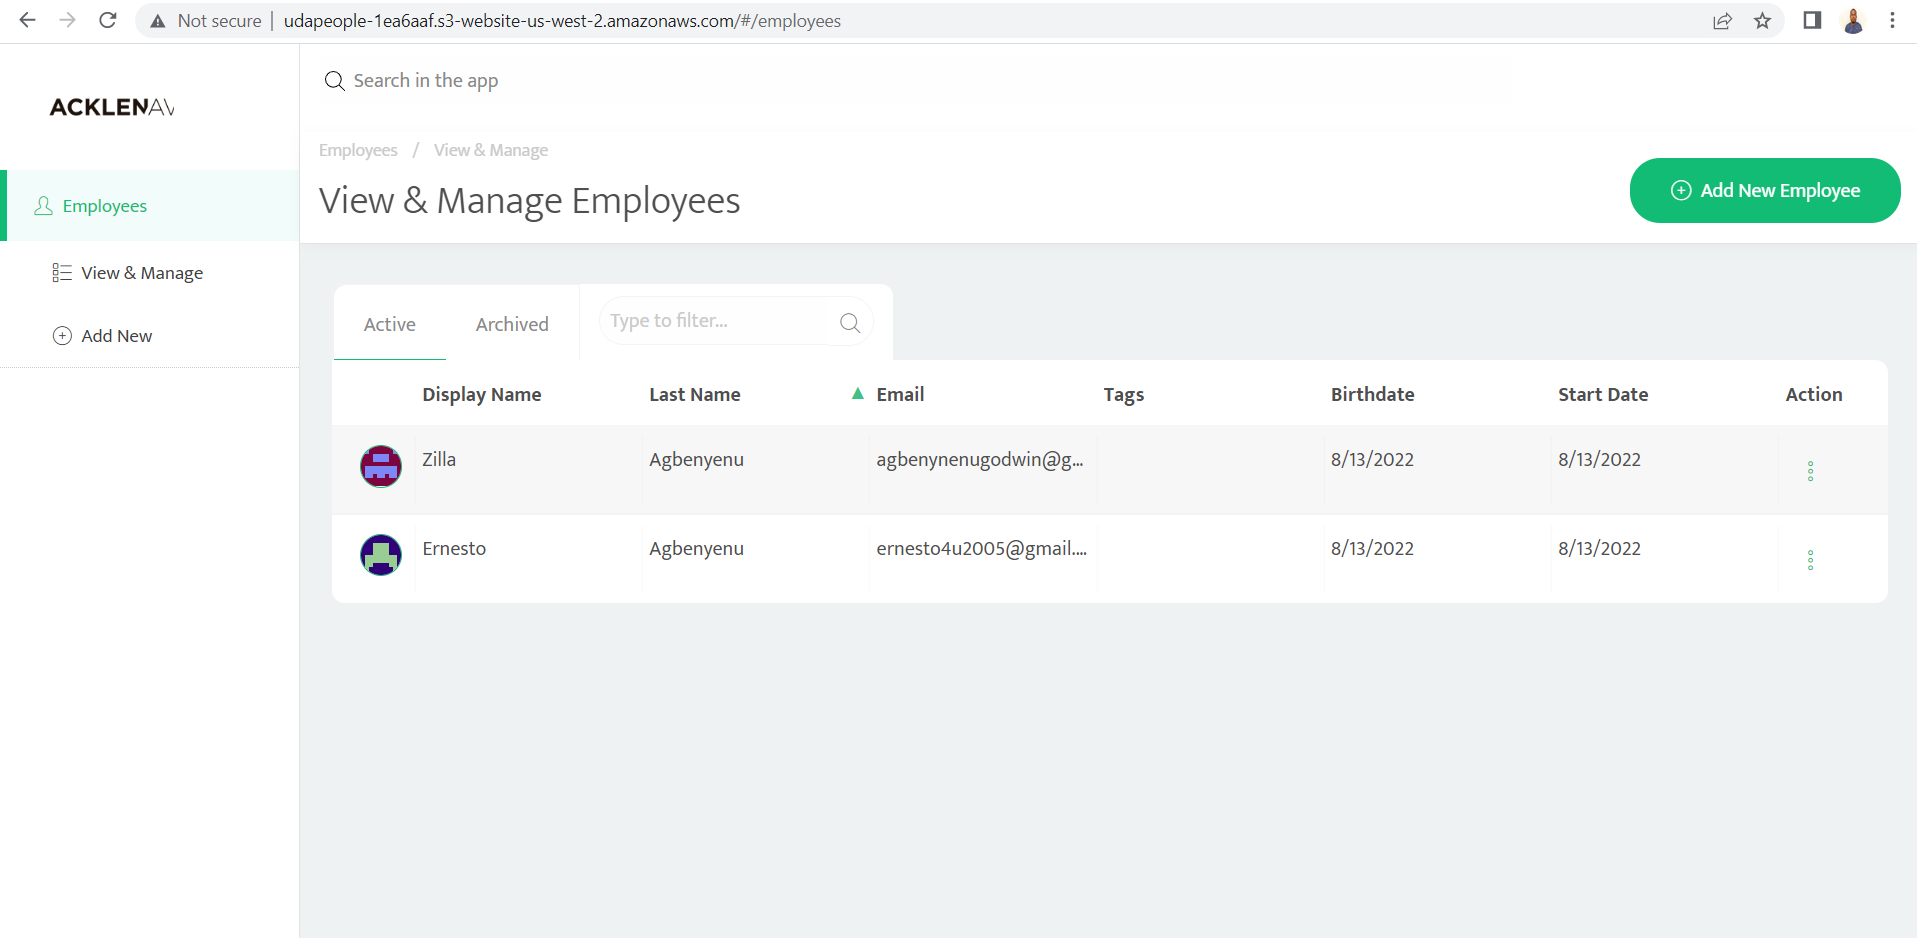 Not secure | udapeople-1ea6aaf.s3-website-us-west-2.amazonaws.com/#/employees
ACKLENAV
Search in the app
Employees / View & Manage
View & Manage Employees
Add New Employee
Employees
View & Manage
Add New
Active Archived Type to filter...
Display Name Last Name ▲ Email Tags Birthdate Start Date Action
Zilla Agbenyenu agbenynenugodwin@g... 8/13/2022 8/13/2022
Ernesto Agbenyenu ernesto4u2005@gmail.... 8/13/2022 8/13/2022